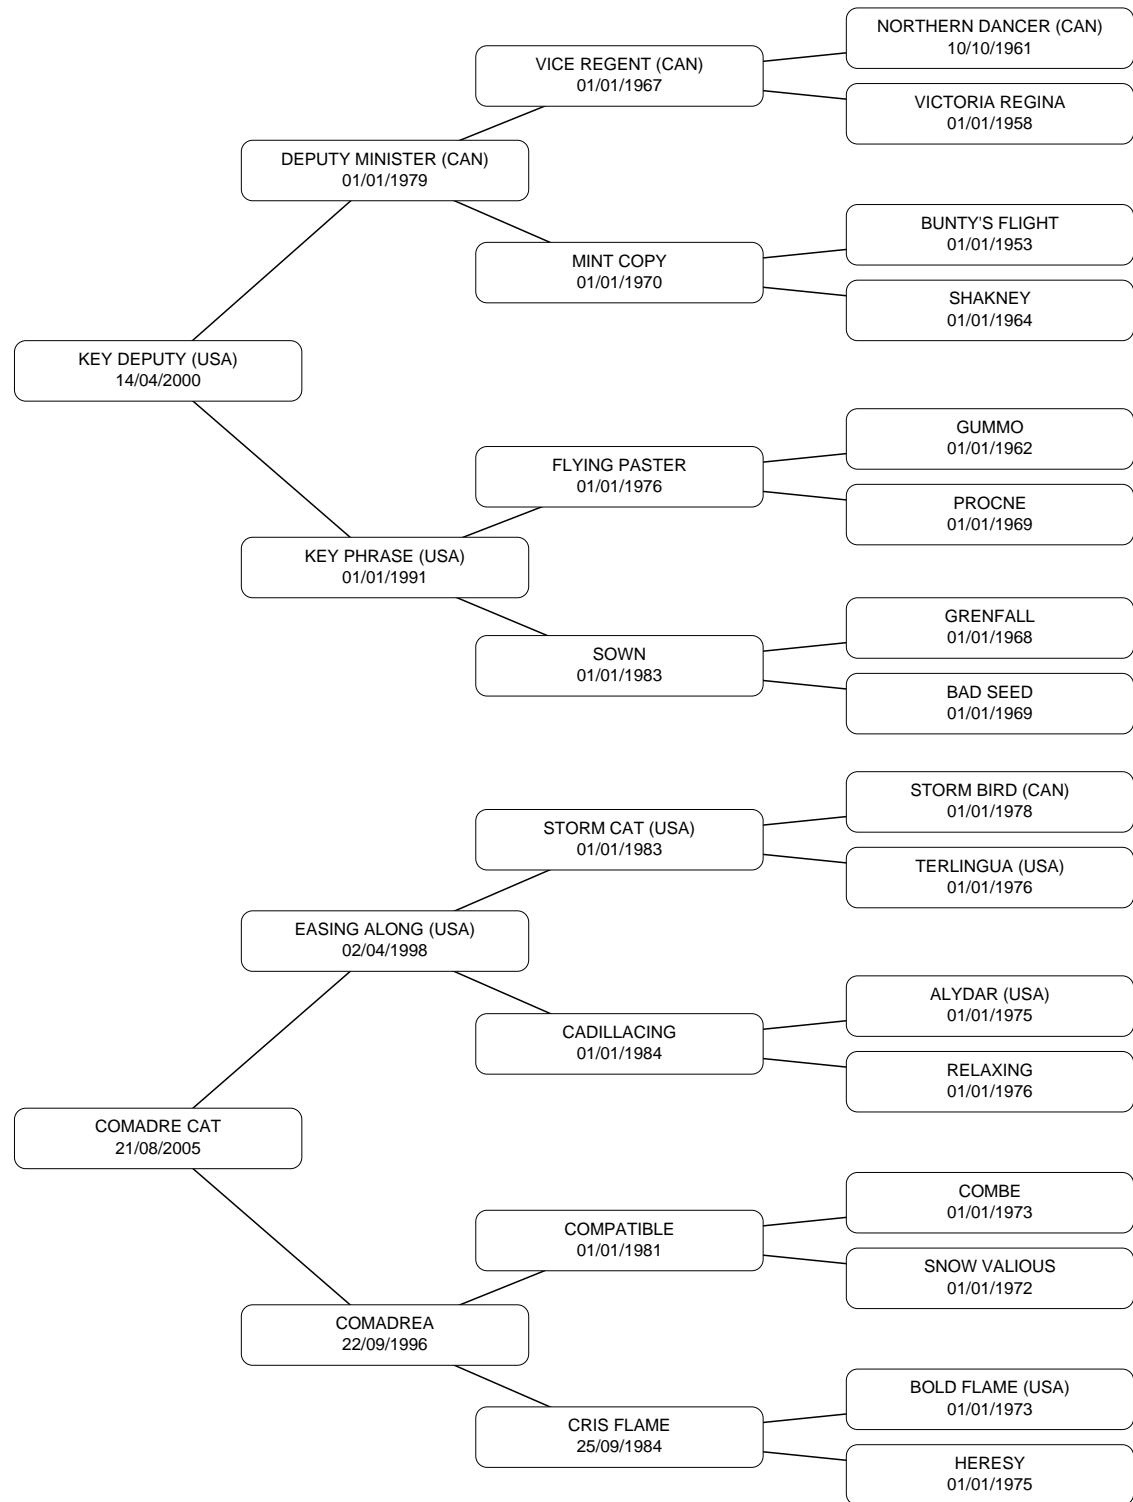 NORTHERN DANCER (CAN)
10/10/1961
VICE REGENT (CAN)
01/01/1967
VICTORIA REGINA
01/01/1958
DEPUTY MINISTER (CAN)
01/01/1979
BUNTY'S FLIGHT
01/01/1953
MINT COPY
01/01/1970
SHAKNEY
01/01/1964
KEY DEPUTY (USA)
14/04/2000
GUMMO
01/01/1962
FLYING PASTER
01/01/1976
PROCNE
01/01/1969
KEY PHRASE (USA)
01/01/1991
GRENFALL
01/01/1968
SOWN
01/01/1983
BAD SEED
01/01/1969
STORM BIRD (CAN)
01/01/1978
STORM CAT (USA)
01/01/1983
TERLINGUA (USA)
01/01/1976
EASING ALONG (USA)
02/04/1998
ALYDAR (USA)
01/01/1975
CADILLACING
01/01/1984
RELAXING
01/01/1976
COMADRE CAT
21/08/2005
COMBE
01/01/1973
COMPATIBLE
01/01/1981
SNOW VALIOUS
01/01/1972
COMADREA
22/09/1996
BOLD FLAME (USA)
01/01/1973
CRIS FLAME
25/09/1984
HERESY
01/01/1975